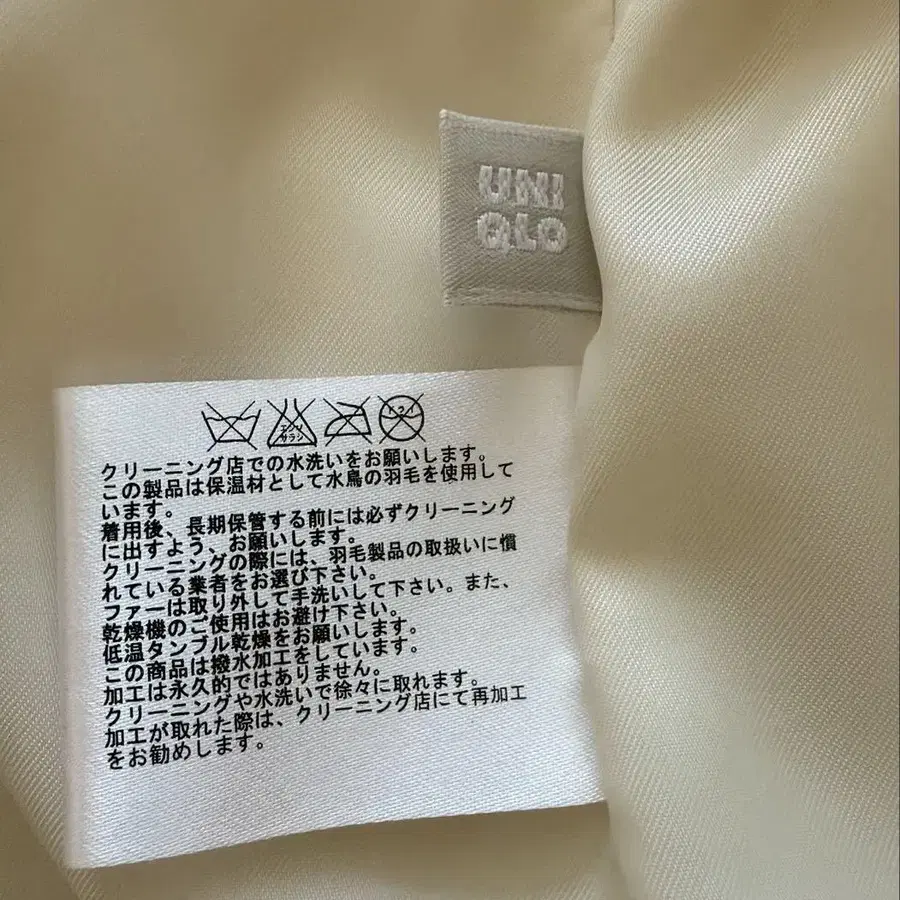 UNI
QLO
エンソ
サラシ
ドライ
クリーニング店での水洗いをお願いします。
この製品は保温材として水鳥の羽毛を使用して
います。
着用後、長期保管する前には必ずクリーニング
に出すよう、お願いします。
クリーニングの際には、羽毛製品の取扱いに慣
れている業者をお選び下さい。
ファーは取り外して手洗いして下さい。また、
乾燥機のご使用はお避け下さい。
低温タンブル乾燥をお願いします。
この商品は撥水加工をしています。
加工は永久的ではありません。
クリーニングや水洗いで徐々に取れます。
加工が取れた際は、クリーニング店にて再加工
をお勧めします。